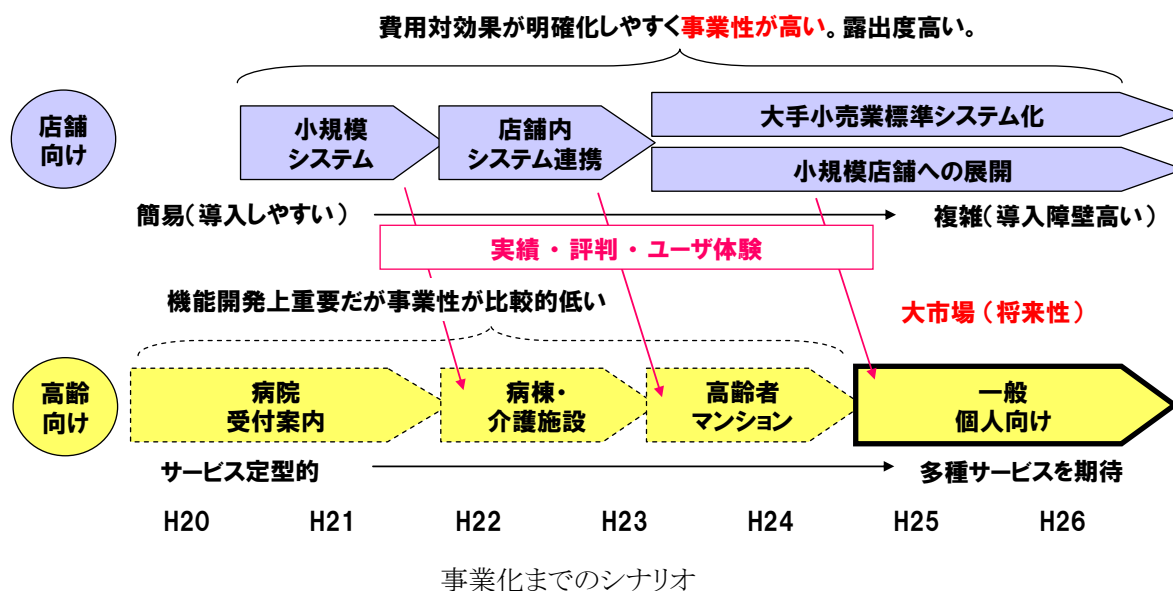 費用対効果が明確化しやすく事業性が高い。露出度高い。
店舗
向け
小規模
システム
店舗内
システム連携
大手小売業標準システム化
小規模店舗への展開
簡易(導入しやすい)
複雑(導入障壁高い)
実績・評判・ユーザ体験
機能開発上重要だが事業性が比較的低い
大市場(将来性)
高齢
向け
病院
受付案内
病棟・
介護施設
高齢者
マンション
一般
個人向け
サービス定型的
多種サービスを期待
H20 H21 H22 H23 H24 H25 H26
事業化までのシナリオ